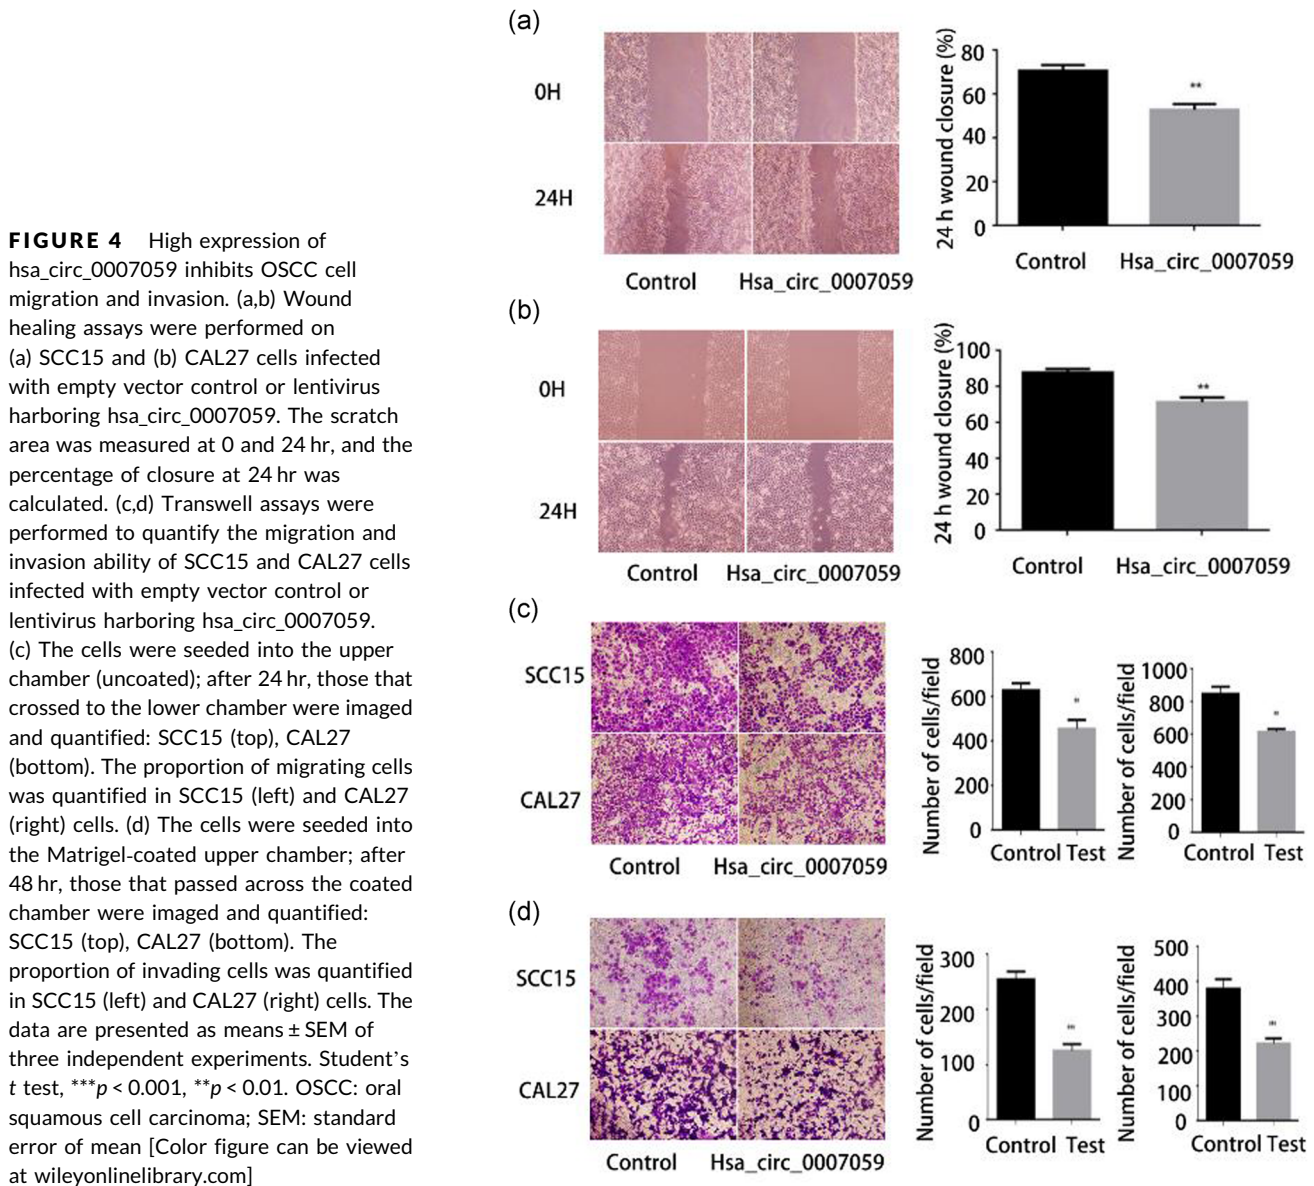 FIGURE 4 High expression of
hsa_circ_0007059 inhibits OSCC cell
migration and invasion. (a,b) Wound
healing assays were performed on
(a) SCC15 and (b) CAL27 cells infected
with empty vector control or lentivirus
harboring hsa_circ_0007059. The scratch
area was measured at 0 and 24 hr, and the
percentage of closure at 24 hr was
calculated. (c,d) Transwell assays were
performed to quantify the migration and
invasion ability of SCC15 and CAL27 cells
infected with empty vector control or
lentivirus harboring hsa_circ_0007059.
(c) The cells were seeded into the upper
chamber (uncoated); after 24 hr, those that
crossed to the lower chamber were imaged
and quantified: SCC15 (top), CAL27
(bottom). The proportion of migrating cells
was quantified in SCC15 (left) and CAL27
(right) cells. (d) The cells were seeded into
the Matrigel-coated upper chamber; after
48 hr, those that passed across the coated
chamber were imaged and quantified:
SCC15 (top), CAL27 (bottom). The
proportion of invading cells was quantified
in SCC15 (left) and CAL27 (right) cells. The
data are presented as means ± SEM of
three independent experiments. Student's
t test, ***p < 0.001, **p < 0.01. OSCC: oral
squamous cell carcinoma; SEM: standard
error of mean [Color figure can be viewed
at wileyonlinelibrary.com]
(a)
0H
24H
Control Hsa_circ_0007059
24 h wound closure (%)
80
60
40
20
0
**
Control Hsa_circ_0007059
(b)
0H
24H
Control Hsa_circ_0007059
24 h wound closure (%)
100
80
60
40
20
0
**
Control Hsa_circ_0007059
(c)
SCC15
CAL27
Control Hsa_circ_0007059
Number of cells/field
800
600
400
200
0
*
Control Test
Number of cells/field
1000
800
600
400
200
0
*
Control Test
(d)
SCC15
CAL27
Control Hsa_circ_0007059
Number of cells/field
300
200
100
0
Control Test
Number of cells/field
500
400
300
200
100
0
Control Test